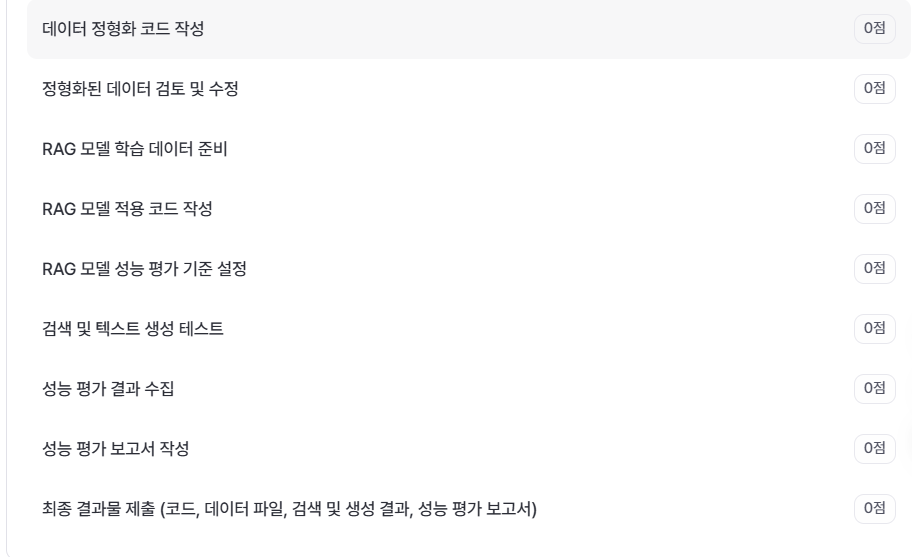 데이터 정형화 코드 작성 0점
정형화된 데이터 검토 및 수정 0점
RAG 모델 학습 데이터 준비 0점
RAG 모델 적용 코드 작성 0점
RAG 모델 성능 평가 기준 설정 0점
검색 및 텍스트 생성 테스트 0점
성능 평가 결과 수집 0점
성능 평가 보고서 작성 0점
최종 결과물 제출 (코드, 데이터 파일, 검색 및 생성 결과, 성능 평가 보고서) 0점